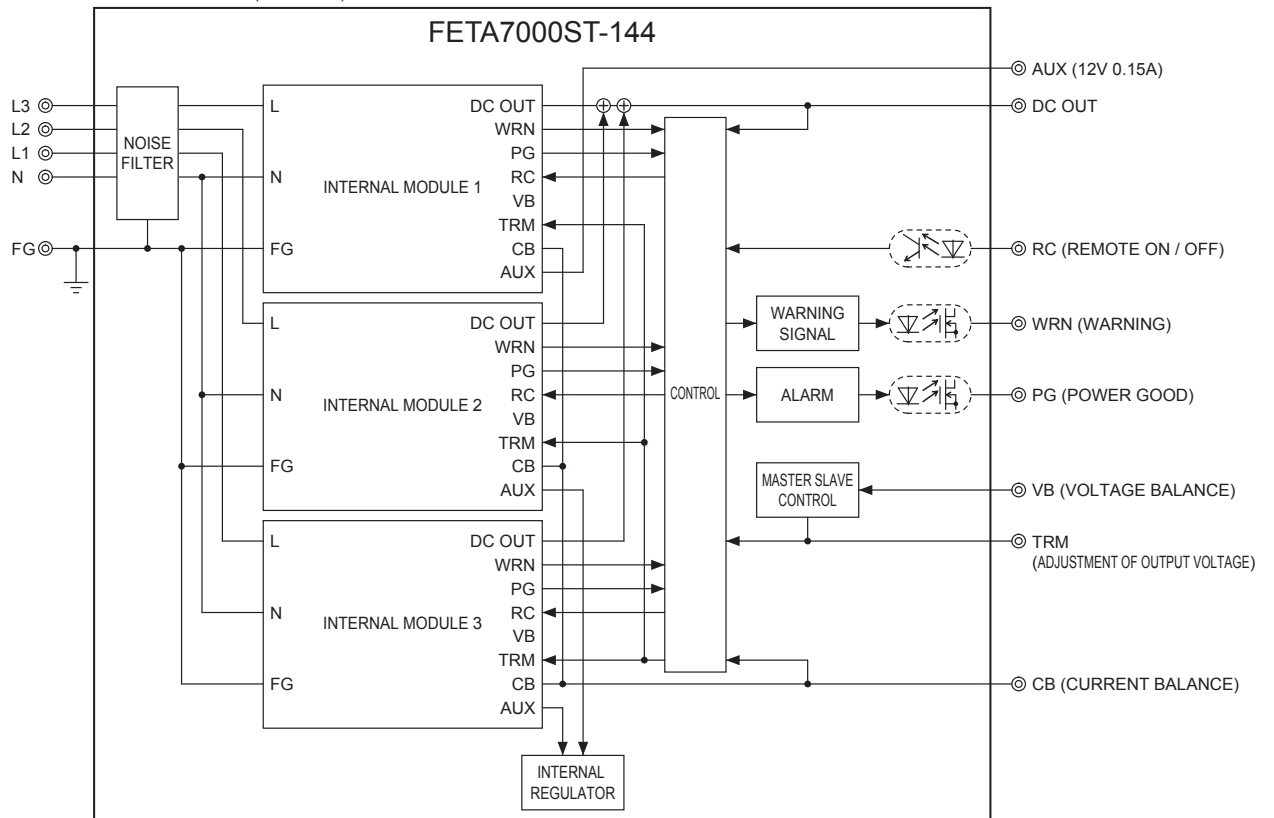 FETA7000ST-144
AUX (12V 0.15A)
L3
L
DC OUT
DC OUT
L2
WRN
L1
NOISE
FILTER
PG
N
N
INTERNAL MODULE 1
RC
VB
TRM
FG
FG
CB
RC (REMOTE ON / OFF)
AUX
L
DC OUT
WARNING
SIGNAL
WRN (WARNING)
WRN
PG
N
INTERNAL MODULE 2
RC
CONTROL
ALARM
PG (POWER GOOD)
VB
TRM
FG
CB
AUX
MASTER SLAVE
CONTROL
VB (VOLTAGE BALANCE)
L
DC OUT
TRM
(ADJUSTMENT OF OUTPUT VOLTAGE)
WRN
PG
N
INTERNAL MODULE 3
RC
VB
TRM
FG
CB
CB (CURRENT BALANCE)
AUX
INTERNAL
REGULATOR